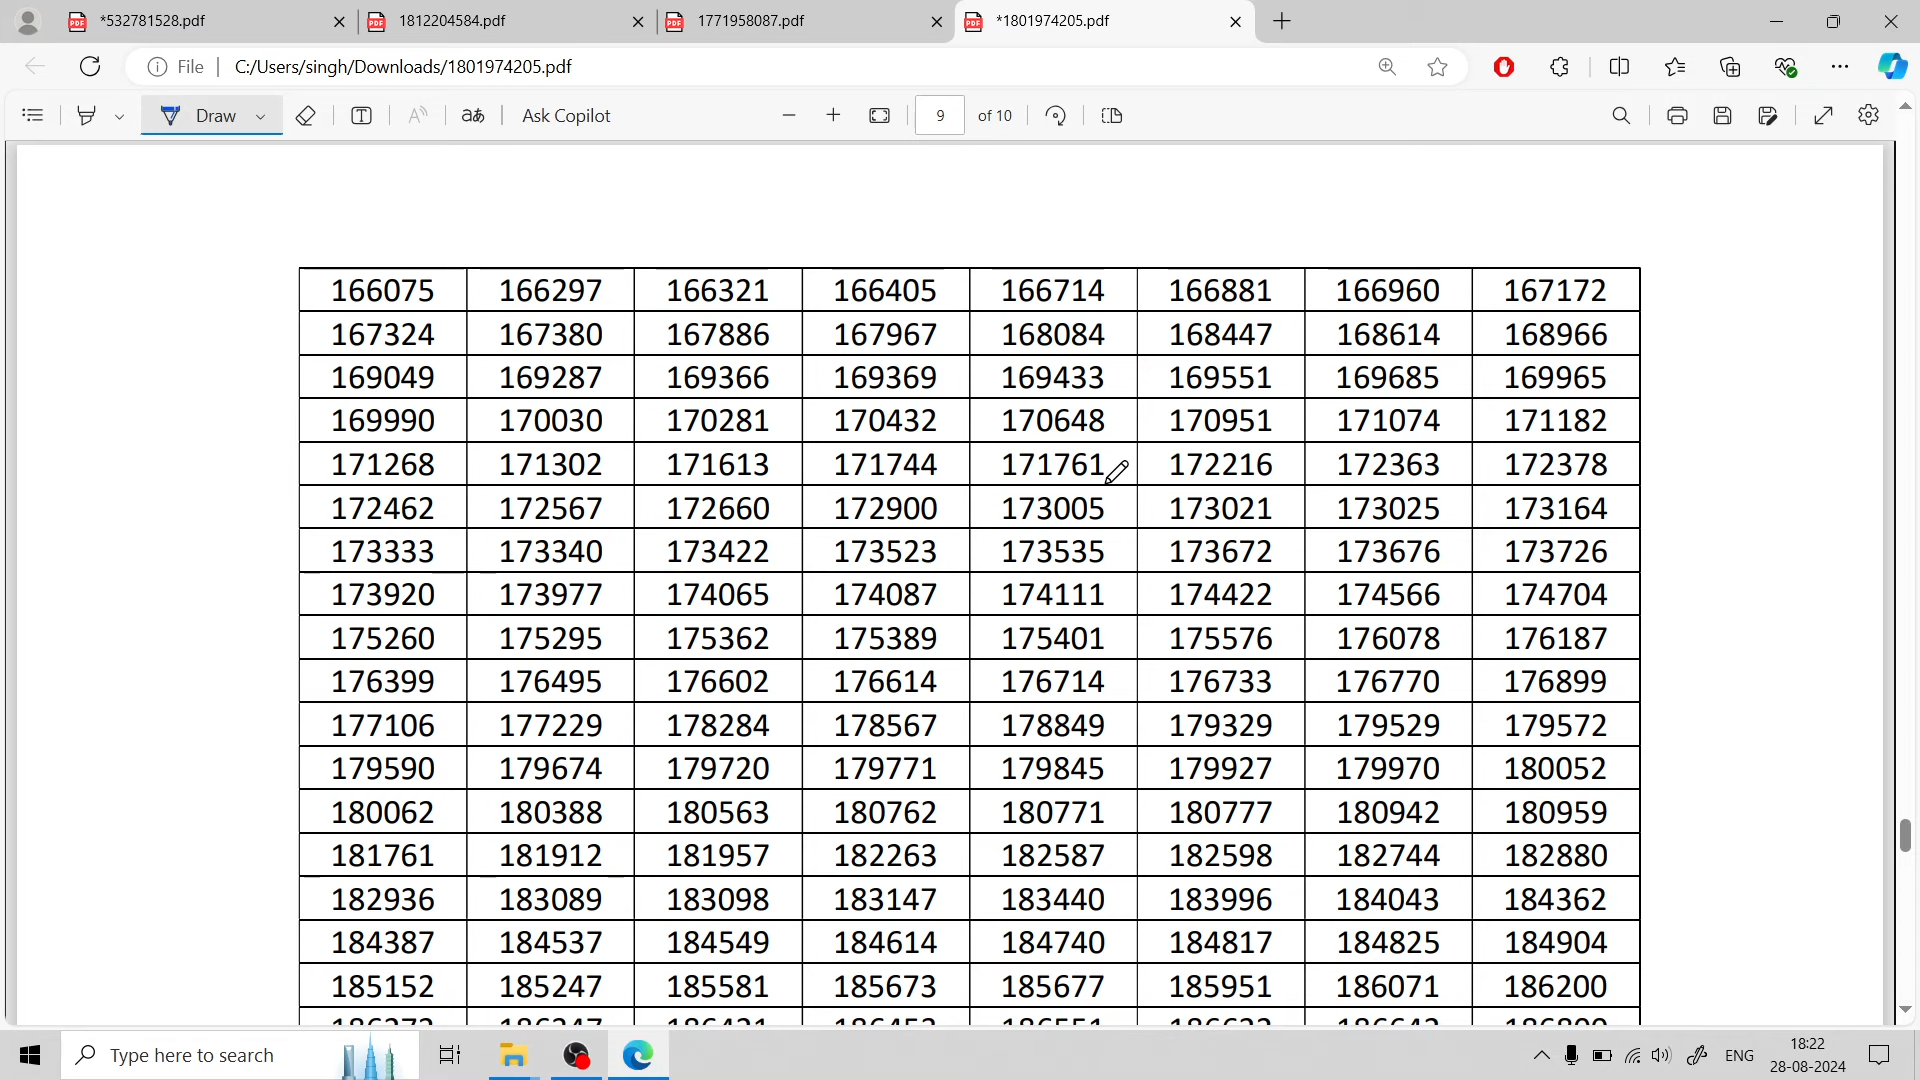 *532781528.pdf
1812204584.pdf
1771958087.pdf
*1801974205.pdf
File C:/Users/singh/Downloads/1801974205.pdf
Draw Ask Copilot 9 of 10
166075 166297 166321 166405 166714 166881 166960 167172
167324 167380 167886 167967 168084 168447 168614 168966
169049 169287 169366 169369 169433 169551 169685 169965
169990 170030 170281 170432 170648 170951 171074 171182
171268 171302 171613 171744 171761 172216 172363 172378
172462 172567 172660 172900 173005 173021 173025 173164
173333 173340 173422 173523 173535 173672 173676 173726
173920 173977 174065 174087 174111 174422 174566 174704
175260 175295 175362 175389 175401 175576 176078 176187
176399 176495 176602 176614 176714 176733 176770 176899
177106 177229 178284 178567 178849 179329 179529 179572
179590 179674 179720 179771 179845 179927 179970 180052
180062 180388 180563 180762 180771 180777 180942 180959
181761 181912 181957 182263 182587 182598 182744 182880
182936 183089 183098 183147 183440 183996 184043 184362
184387 184537 184549 184614 184740 184817 184825 184904
185152 185247 185581 185673 185677 185951 186071 186200
Type here to search
ENG
18:22
28-08-2024